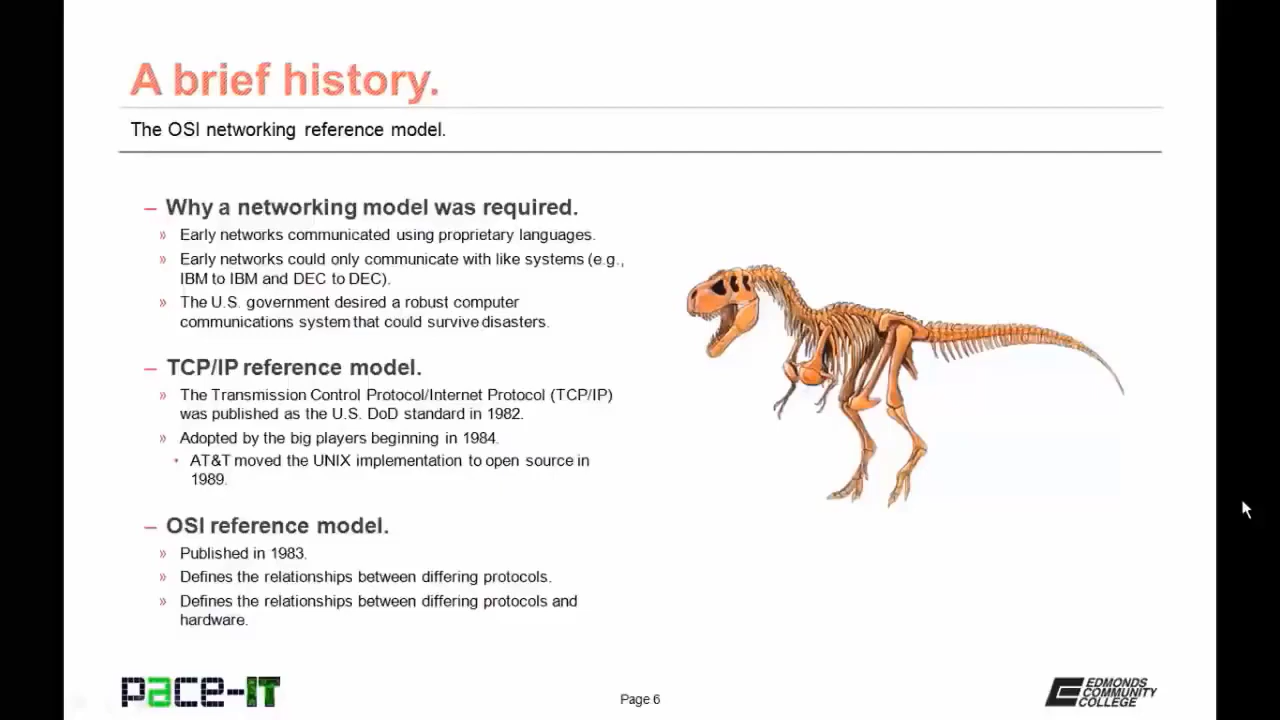 A brief history.
The OSI networking reference model.
– Why a networking model was required.
» Early networks communicated using proprietary languages.
» Early networks could only communicate with like systems (e.g.,
IBM to IBM and DEC to DEC).
» The U.S. government desired a robust computer
communications system that could survive disasters.
– TCP/IP reference model.
» The Transmission Control Protocol/Internet Protocol (TCP/IP)
was published as the U.S. DoD standard in 1982.
» Adopted by the big players beginning in 1984.
• AT&T moved the UNIX implementation to open source in
1989.
– OSI reference model.
» Published in 1983.
» Defines the relationships between differing protocols.
» Defines the relationships between differing protocols and
hardware.
pace-IT
Page 6
EDMONDS
COMMUNITY
COLLEGE